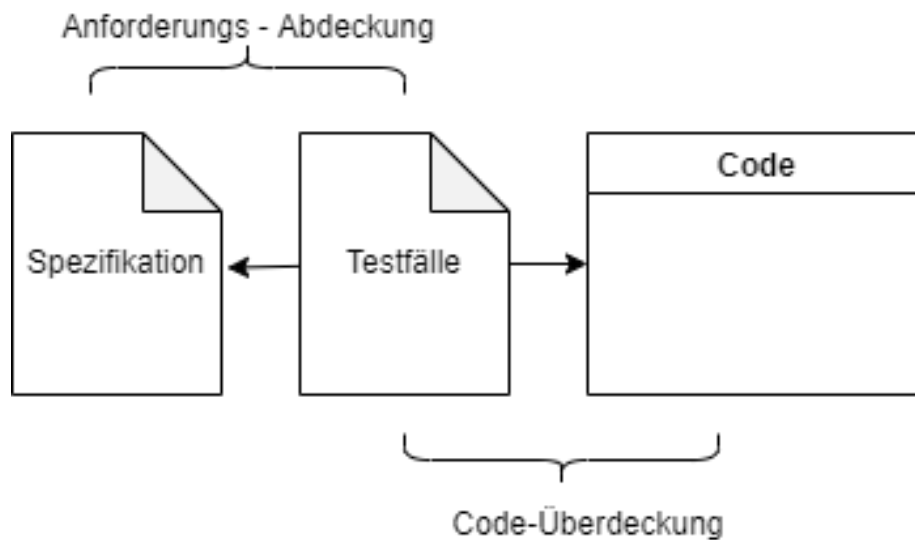 Anforderungs - Abdeckung
Spezifikation
Testfälle
Code
Code-Überdeckung